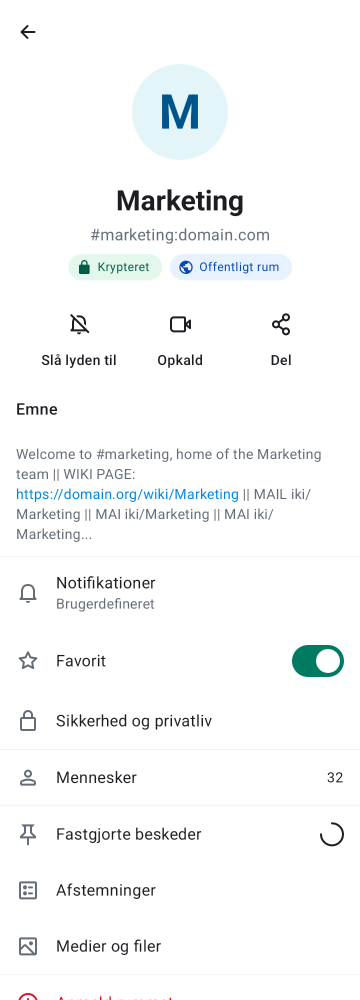 M
Marketing
#marketing:domain.com
Krypteret
Offentligt rum
Slå lyden til
Opkald
Del
Emne
Welcome to #marketing, home of the Marketing
team || WIKI PAGE:
https://domain.org/wiki/Marketing || MAIL iki/
Marketing || MAI iki/Marketing || MAI iki/
Marketing...
Notifikationer
Brugerdefineret
Favorit
Sikkerhed og privatliv
Mennesker 32
Fastgjorte beskeder
Afstemninger
Medier og filer